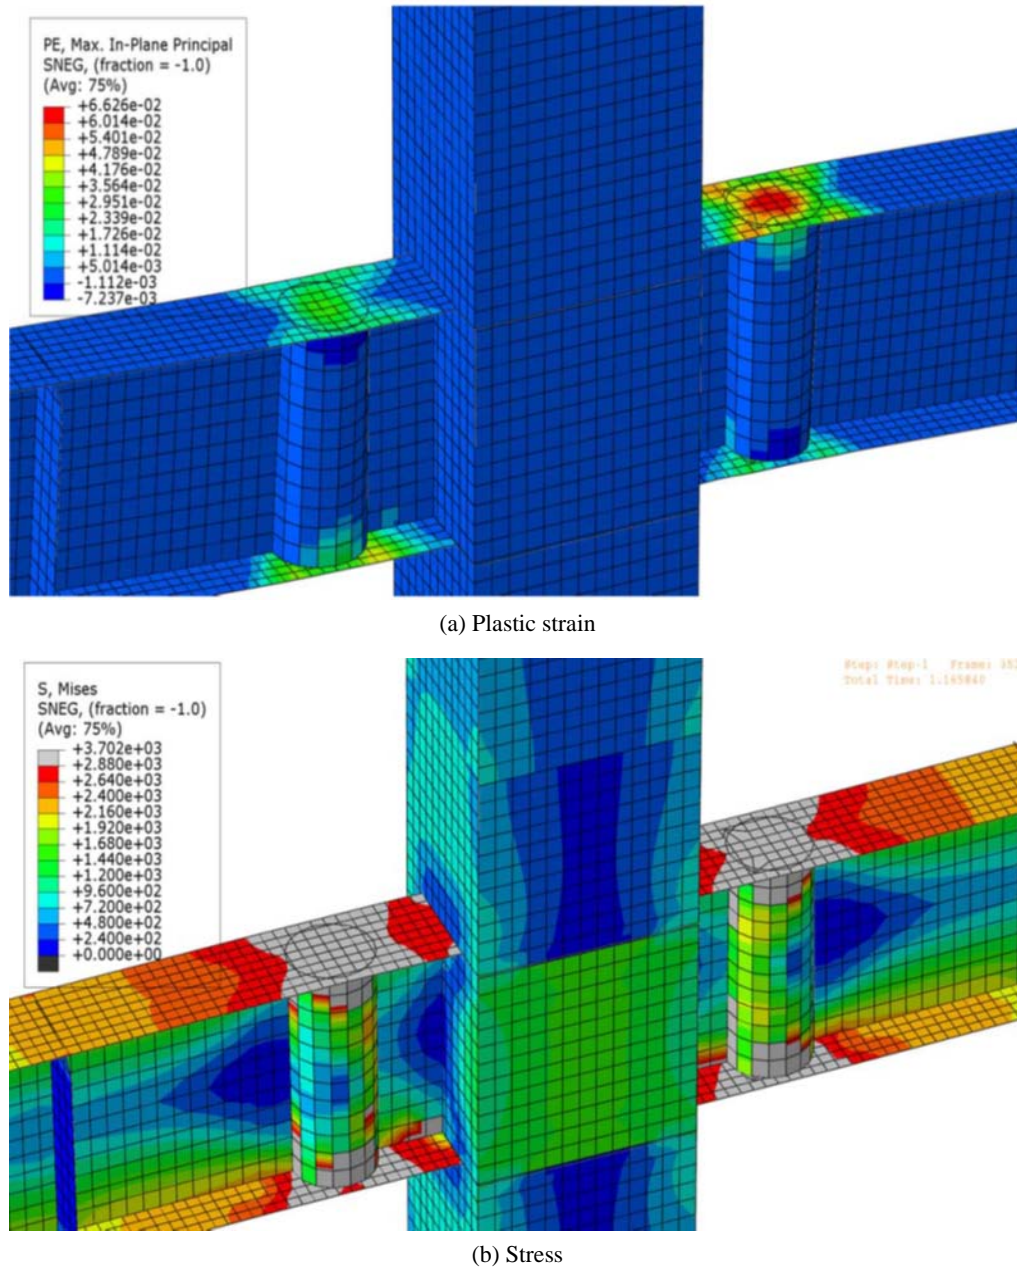 PE, Max. In-Plane Principal
SNEG, (fraction = -1.0)
(Avg: 75%)
+6.626e-02
+6.014e-02
+5.401e-02
+4.789e-02
+4.176e-02
+3.564e-02
+2.951e-02
+2.339e-02
+1.726e-02
+1.114e-02
+5.014e-03
-1.112e-03
-7.237e-03
(a) Plastic strain
S, Mises
SNEG, (fraction = -1.0)
(Avg: 75%)
+3.702e+03
+2.880e+03
+2.640e+03
+2.400e+03
+2.160e+03
+1.920e+03
+1.680e+03
+1.440e+03
+1.200e+03
+9.600e+02
+7.200e+02
+4.800e+02
+2.400e+02
+0.000e+00
Step: Step-1 Frame:
Total Time: 1.165840
(b) Stress